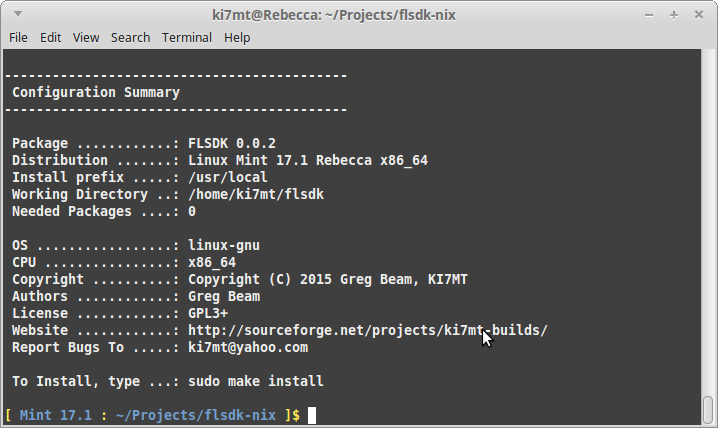 ki7mt@Rebecca: ~/Projects/flsdk-nix
File Edit View Search Terminal Help
-------------------------------------------
Configuration Summary
-------------------------------------------
Package ............: FLSDK 0.0.2
Distribution .......: Linux Mint 17.1 Rebecca x86_64
Install prefix .....: /usr/local
Working Directory ..: /home/ki7mt/flsdk
Needed Packages ....: 0
OS .................: linux-gnu
CPU ................: x86_64
Copyright ..........: Copyright (C) 2015 Greg Beam, KI7MT
Authors ............: Greg Beam
License ............: GPL3+
Website ............: http://sourceforge.net/projects/ki7mt-builds/
Report Bugs To .....: ki7mt@yahoo.com
To Install, type ...: sudo make install
[ Mint 17.1 : ~/Projects/flsdk-nix ]$